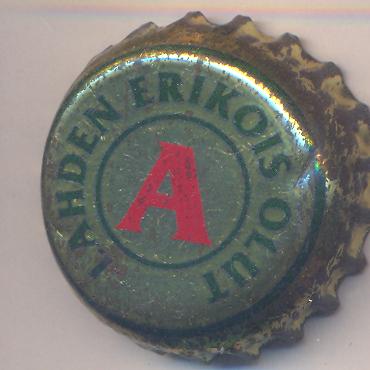 LAHDEN ERIKOIS OLUT
A